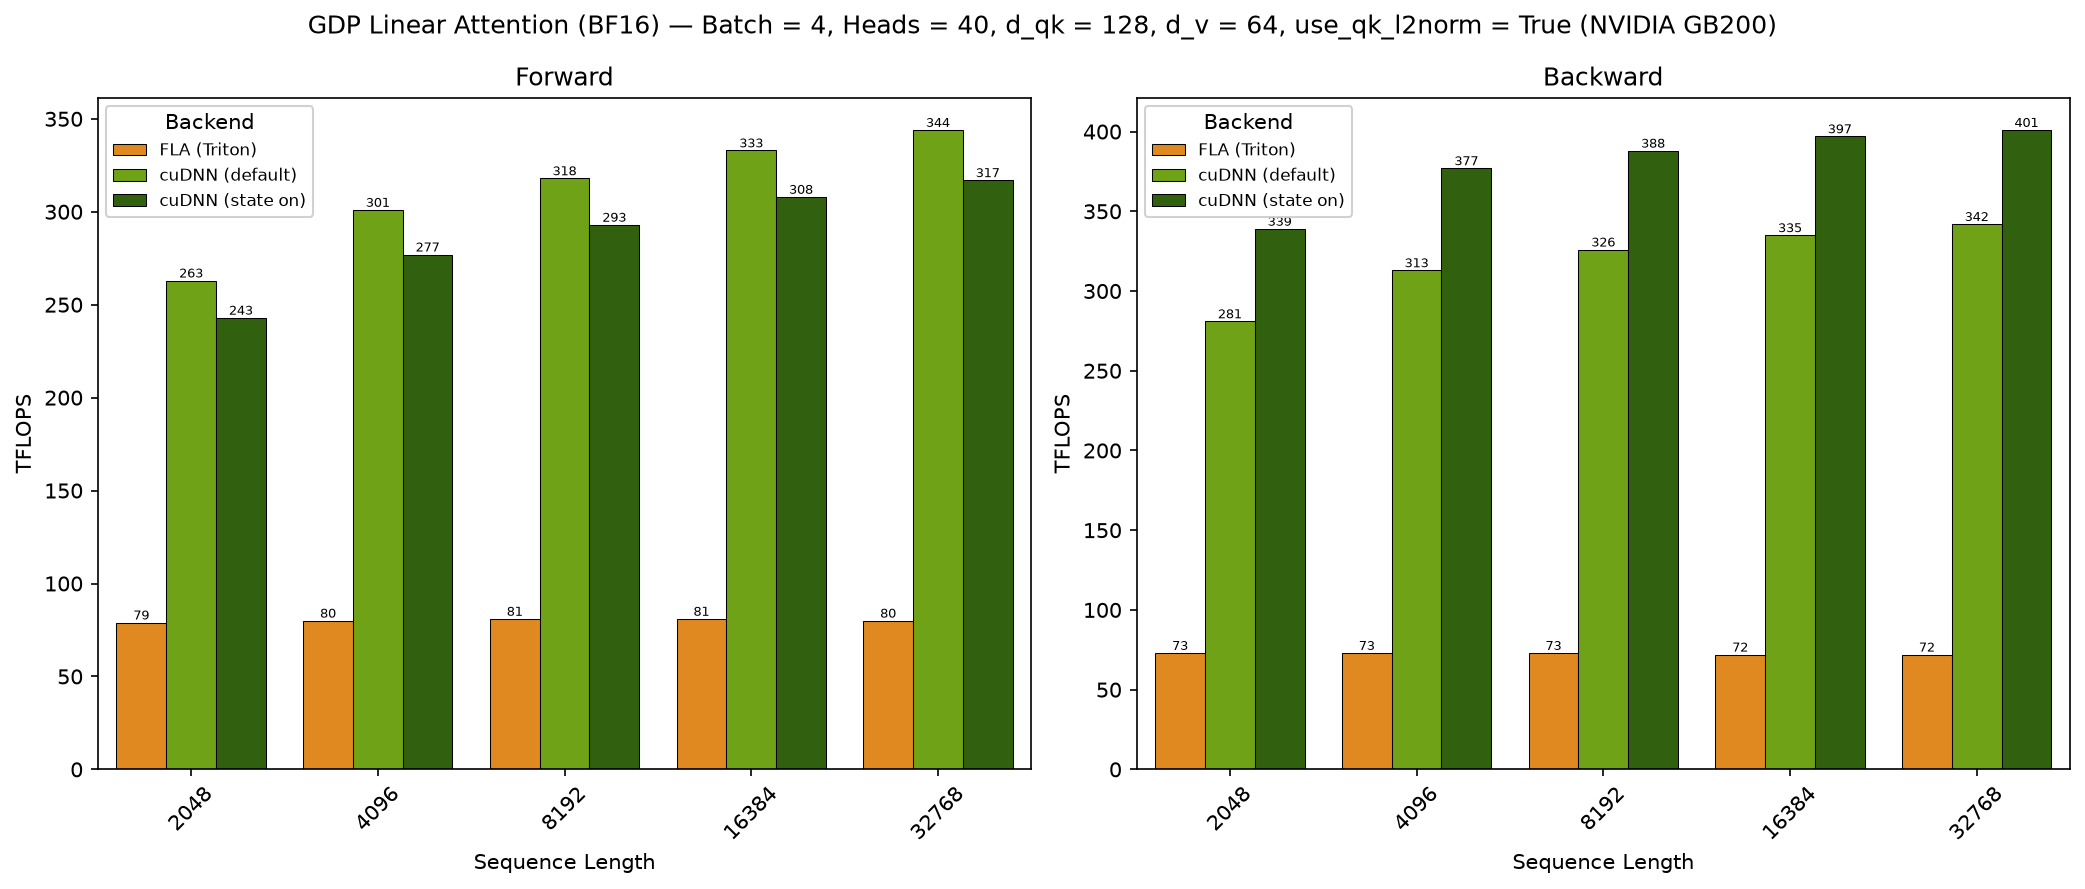 GDP Linear Attention (BF16) — Batch = 4, Heads = 40, d_qk = 128, d_v = 64, use_qk_l2norm = True (NVIDIA GB200)
Forward
Backend
FLA (Triton)
cuDNN (default)
cuDNN (state on)
TFLOPS
350
300
250
200
150
100
50
0
79 263 243
80 301 277
81 318 293
81 333 308
80 344 317
2048 4096 8192 16384 32768
Sequence Length
Backward
Backend
FLA (Triton)
cuDNN (default)
cuDNN (state on)
TFLOPS
400
350
300
250
200
150
100
50
0
73 281 339
73 313 377
73 326 388
72 335 397
72 342 401
2048 4096 8192 16384 32768
Sequence Length